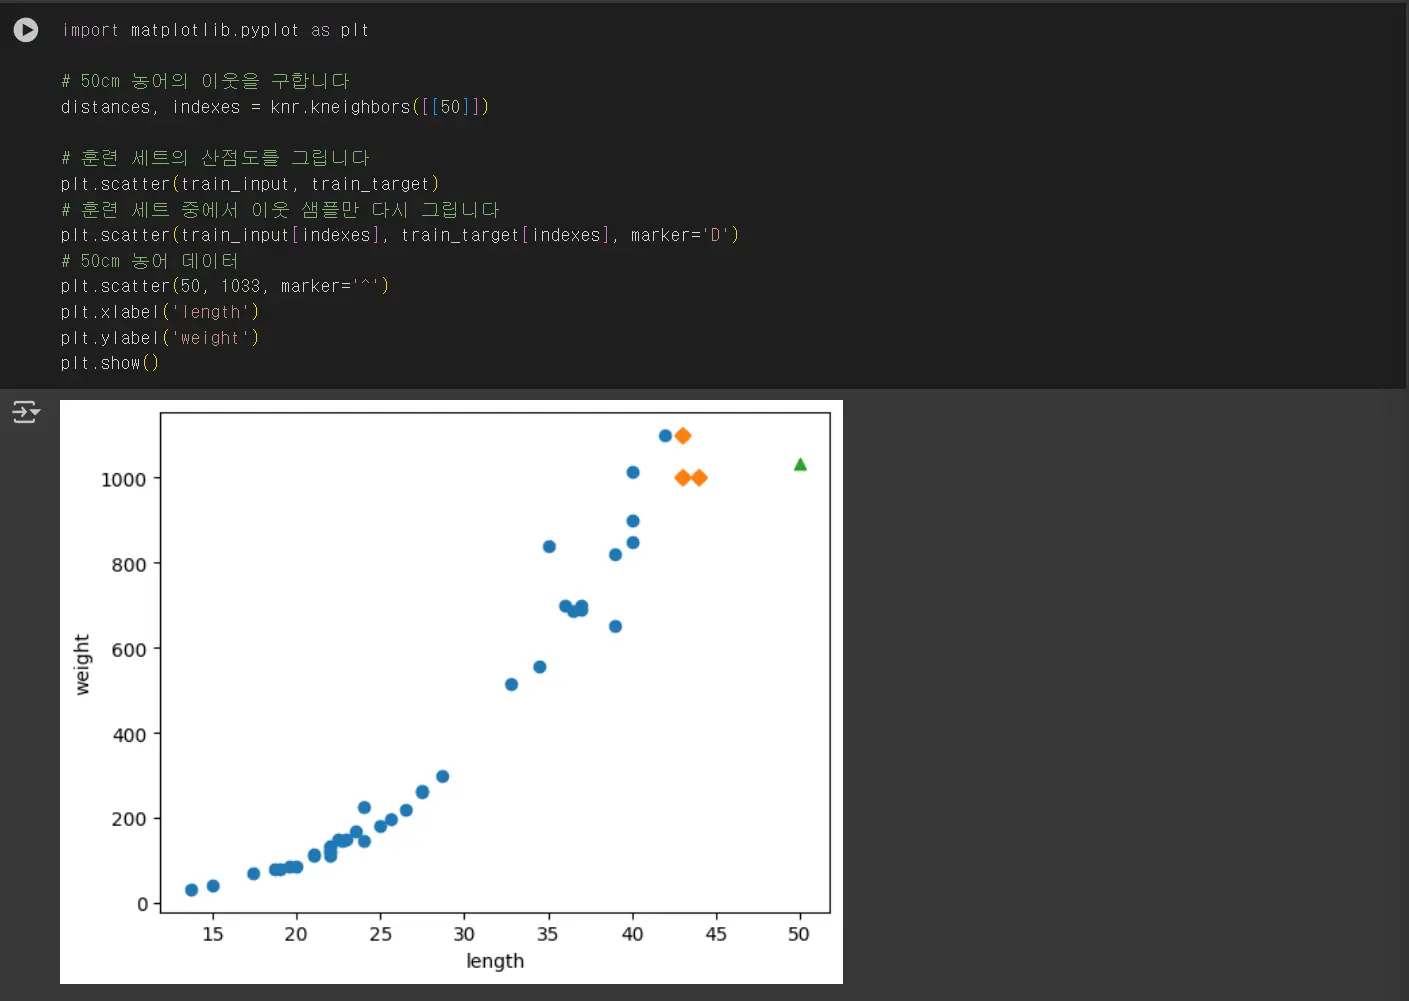 import matplotlib.pyplot as plt
# 50cm 농어의 이웃을 구합니다
distances, indexes = knr.kneighbors([[50]])
# 훈련 세트의 산점도를 그립니다
plt.scatter(train_input, train_target)
# 훈련 세트 중에서 이웃 샘플만 다시 그립니다
plt.scatter(train_input[indexes], train_target[indexes], marker='D')
# 50cm 농어 데이터
plt.scatter(50, 1033, marker='^')
plt.xlabel('length')
plt.ylabel('weight')
plt.show()
1000
800
600
400
200
0
weight
15 20 25 30 35 40 45 50
length